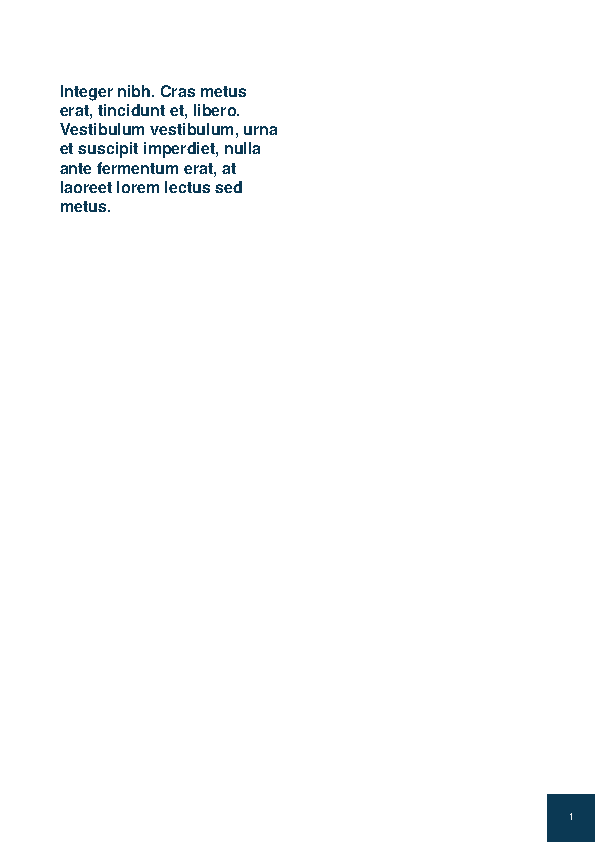 Integer nibh. Cras metus
erat, tincidunt et, libero.
Vestibulum vestibulum, urna
et suscipit imperdiet, nulla
ante fermentum erat, at
laoreet lorem lectus sed
metus.
1